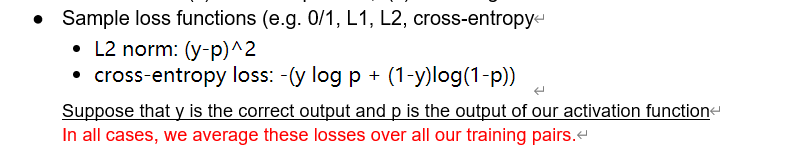 ● Sample loss functions (e.g. 0/1, L1, L2, cross-entropy
• L2 norm: (y-p)^2
• cross-entropy loss: -(y log p + (1-y)log(1-p))
Suppose that y is the correct output and p is the output of our activation function
In all cases, we average these losses over all our training pairs.